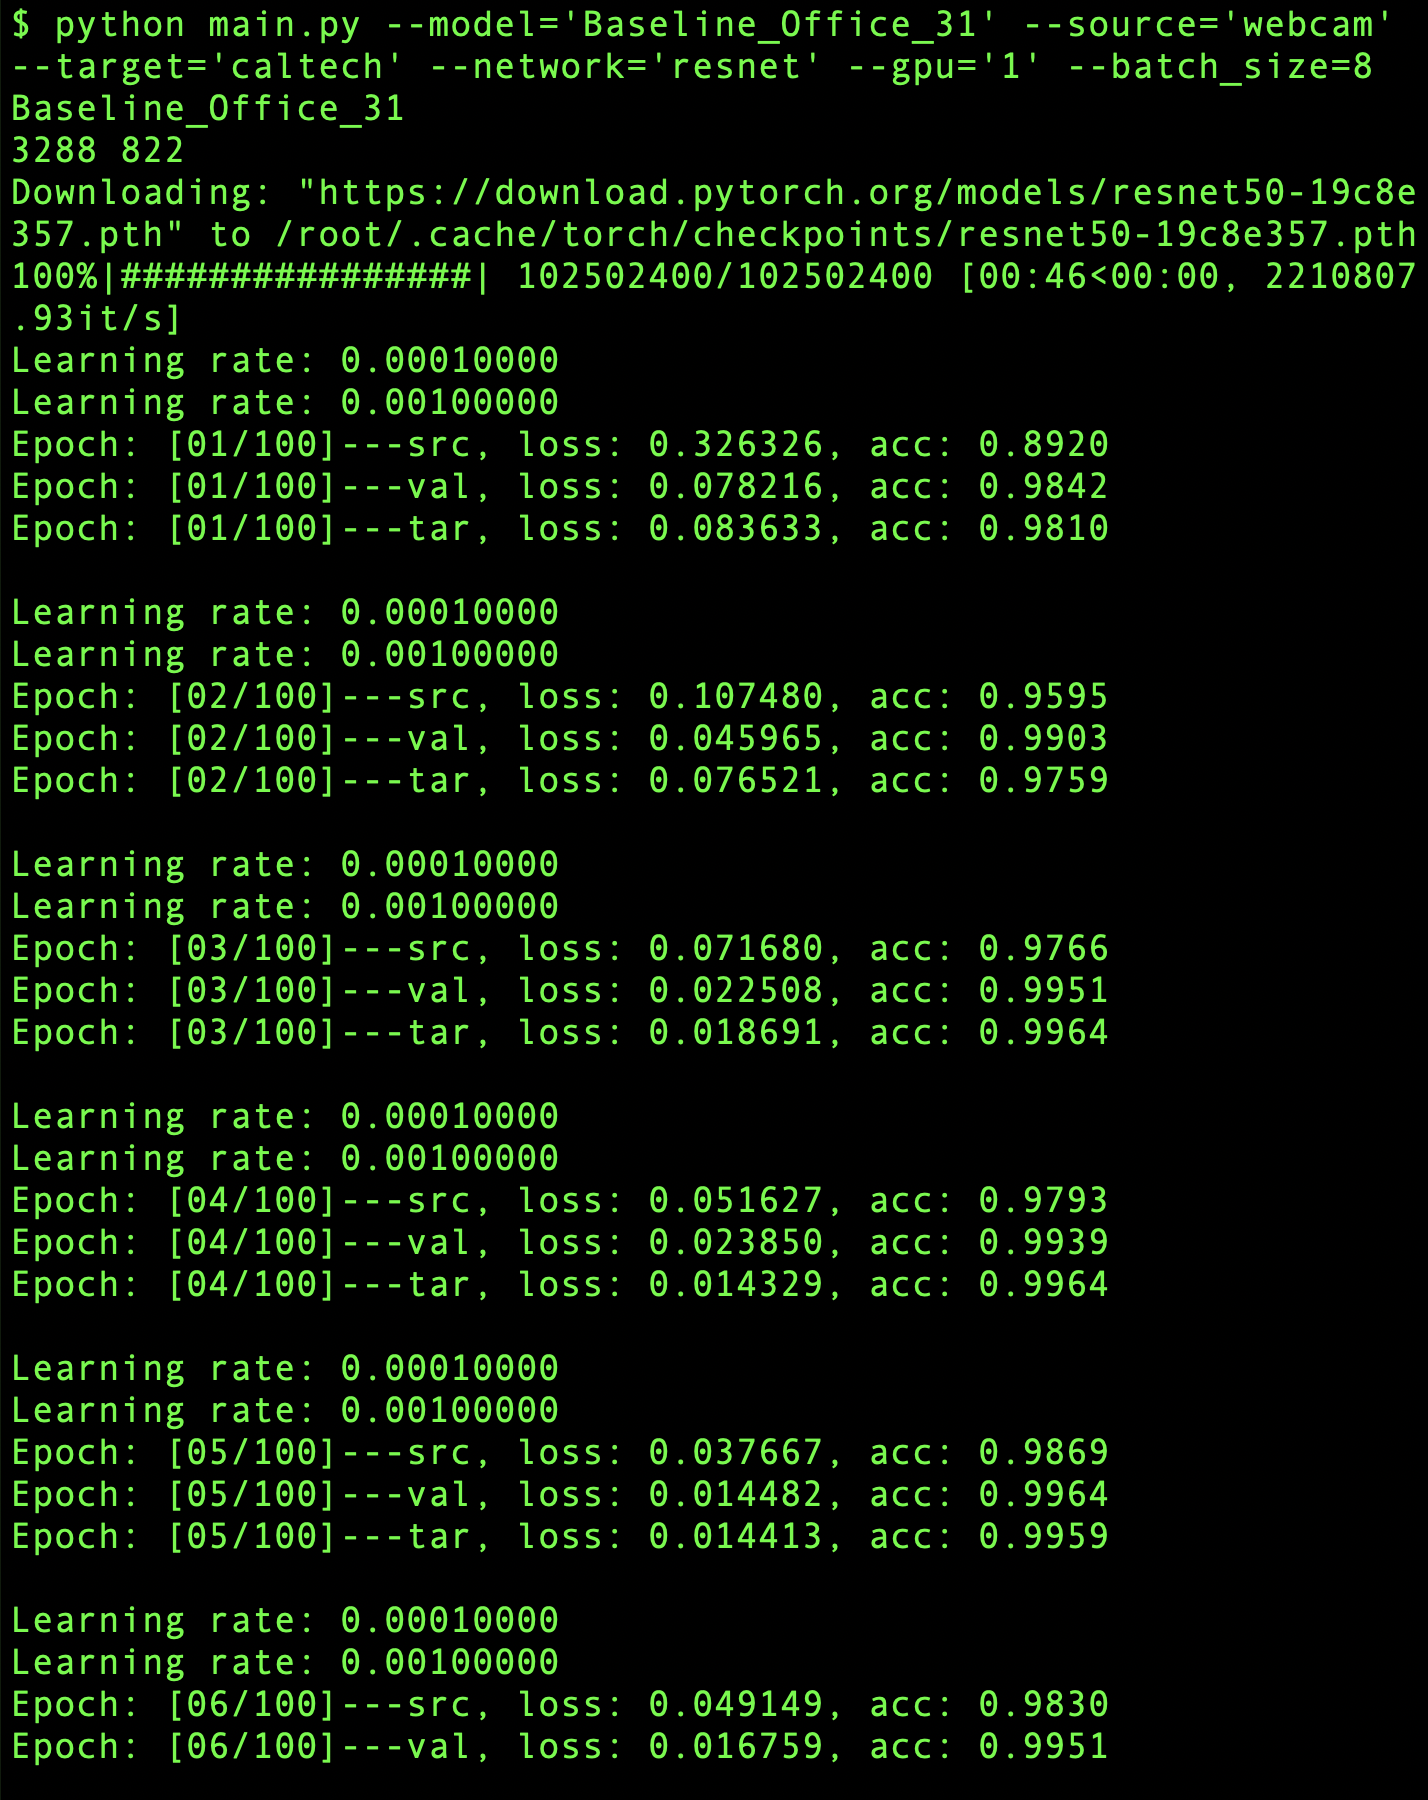 $ python main.py --model='Baseline_Office_31' --source='webcam'
--target='caltech' --network='resnet' --gpu='1' --batch_size=8
Baseline_Office_31
3288 822
Downloading: "https://download.pytorch.org/models/resnet50-19c8e
357.pth" to /root/.cache/torch/checkpoints/resnet50-19c8e357.pth
100%|################| 102502400/102502400 [00:46<00:00, 2210807
.93it/s]
Learning rate: 0.00010000
Learning rate: 0.00100000
Epoch: [01/100]---src, loss: 0.326326, acc: 0.8920
Epoch: [01/100]---val, loss: 0.078216, acc: 0.9842
Epoch: [01/100]---tar, loss: 0.083633, acc: 0.9810

Learning rate: 0.00010000
Learning rate: 0.00100000
Epoch: [02/100]---src, loss: 0.107480, acc: 0.9595
Epoch: [02/100]---val, loss: 0.045965, acc: 0.9903
Epoch: [02/100]---tar, loss: 0.076521, acc: 0.9759

Learning rate: 0.00010000
Learning rate: 0.00100000
Epoch: [03/100]---src, loss: 0.071680, acc: 0.9766
Epoch: [03/100]---val, loss: 0.022508, acc: 0.9951
Epoch: [03/100]---tar, loss: 0.018691, acc: 0.9964

Learning rate: 0.00010000
Learning rate: 0.00100000
Epoch: [04/100]---src, loss: 0.051627, acc: 0.9793
Epoch: [04/100]---val, loss: 0.023850, acc: 0.9939
Epoch: [04/100]---tar, loss: 0.014329, acc: 0.9964

Learning rate: 0.00010000
Learning rate: 0.00100000
Epoch: [05/100]---src, loss: 0.037667, acc: 0.9869
Epoch: [05/100]---val, loss: 0.014482, acc: 0.9964
Epoch: [05/100]---tar, loss: 0.014413, acc: 0.9959

Learning rate: 0.00010000
Learning rate: 0.00100000
Epoch: [06/100]---src, loss: 0.049149, acc: 0.9830
Epoch: [06/100]---val, loss: 0.016759, acc: 0.9951